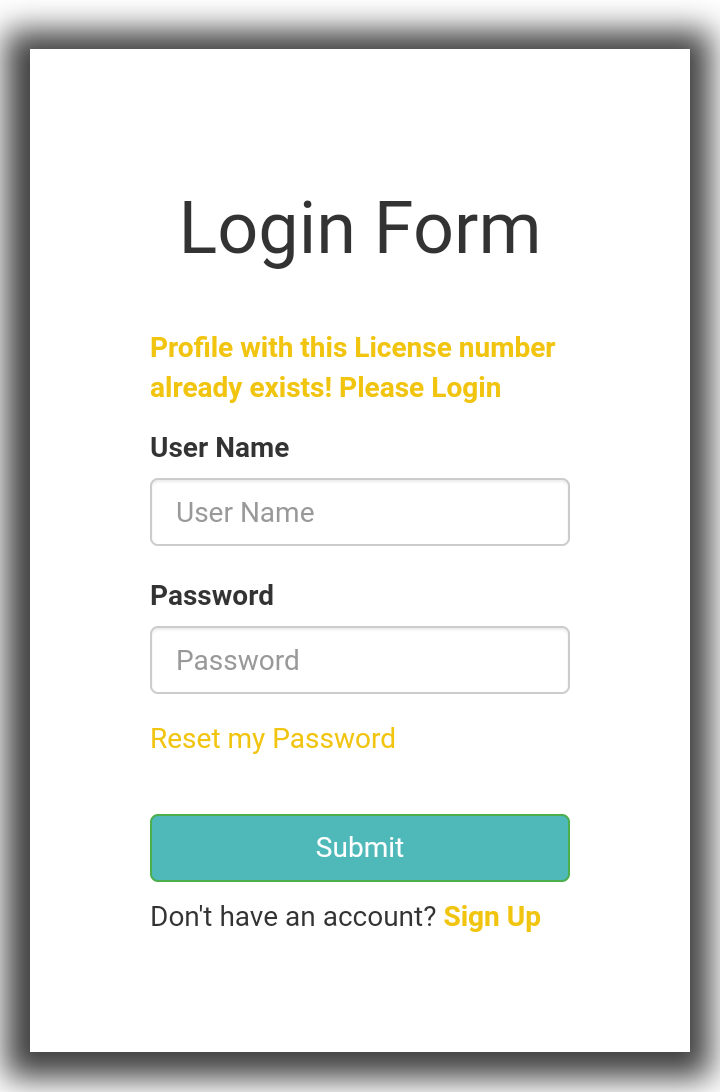 Login Form
Profile with this License number
already exists! Please Login
User Name
User Name
Password
Password
Reset my Password
Submit
Don't have an account? Sign Up